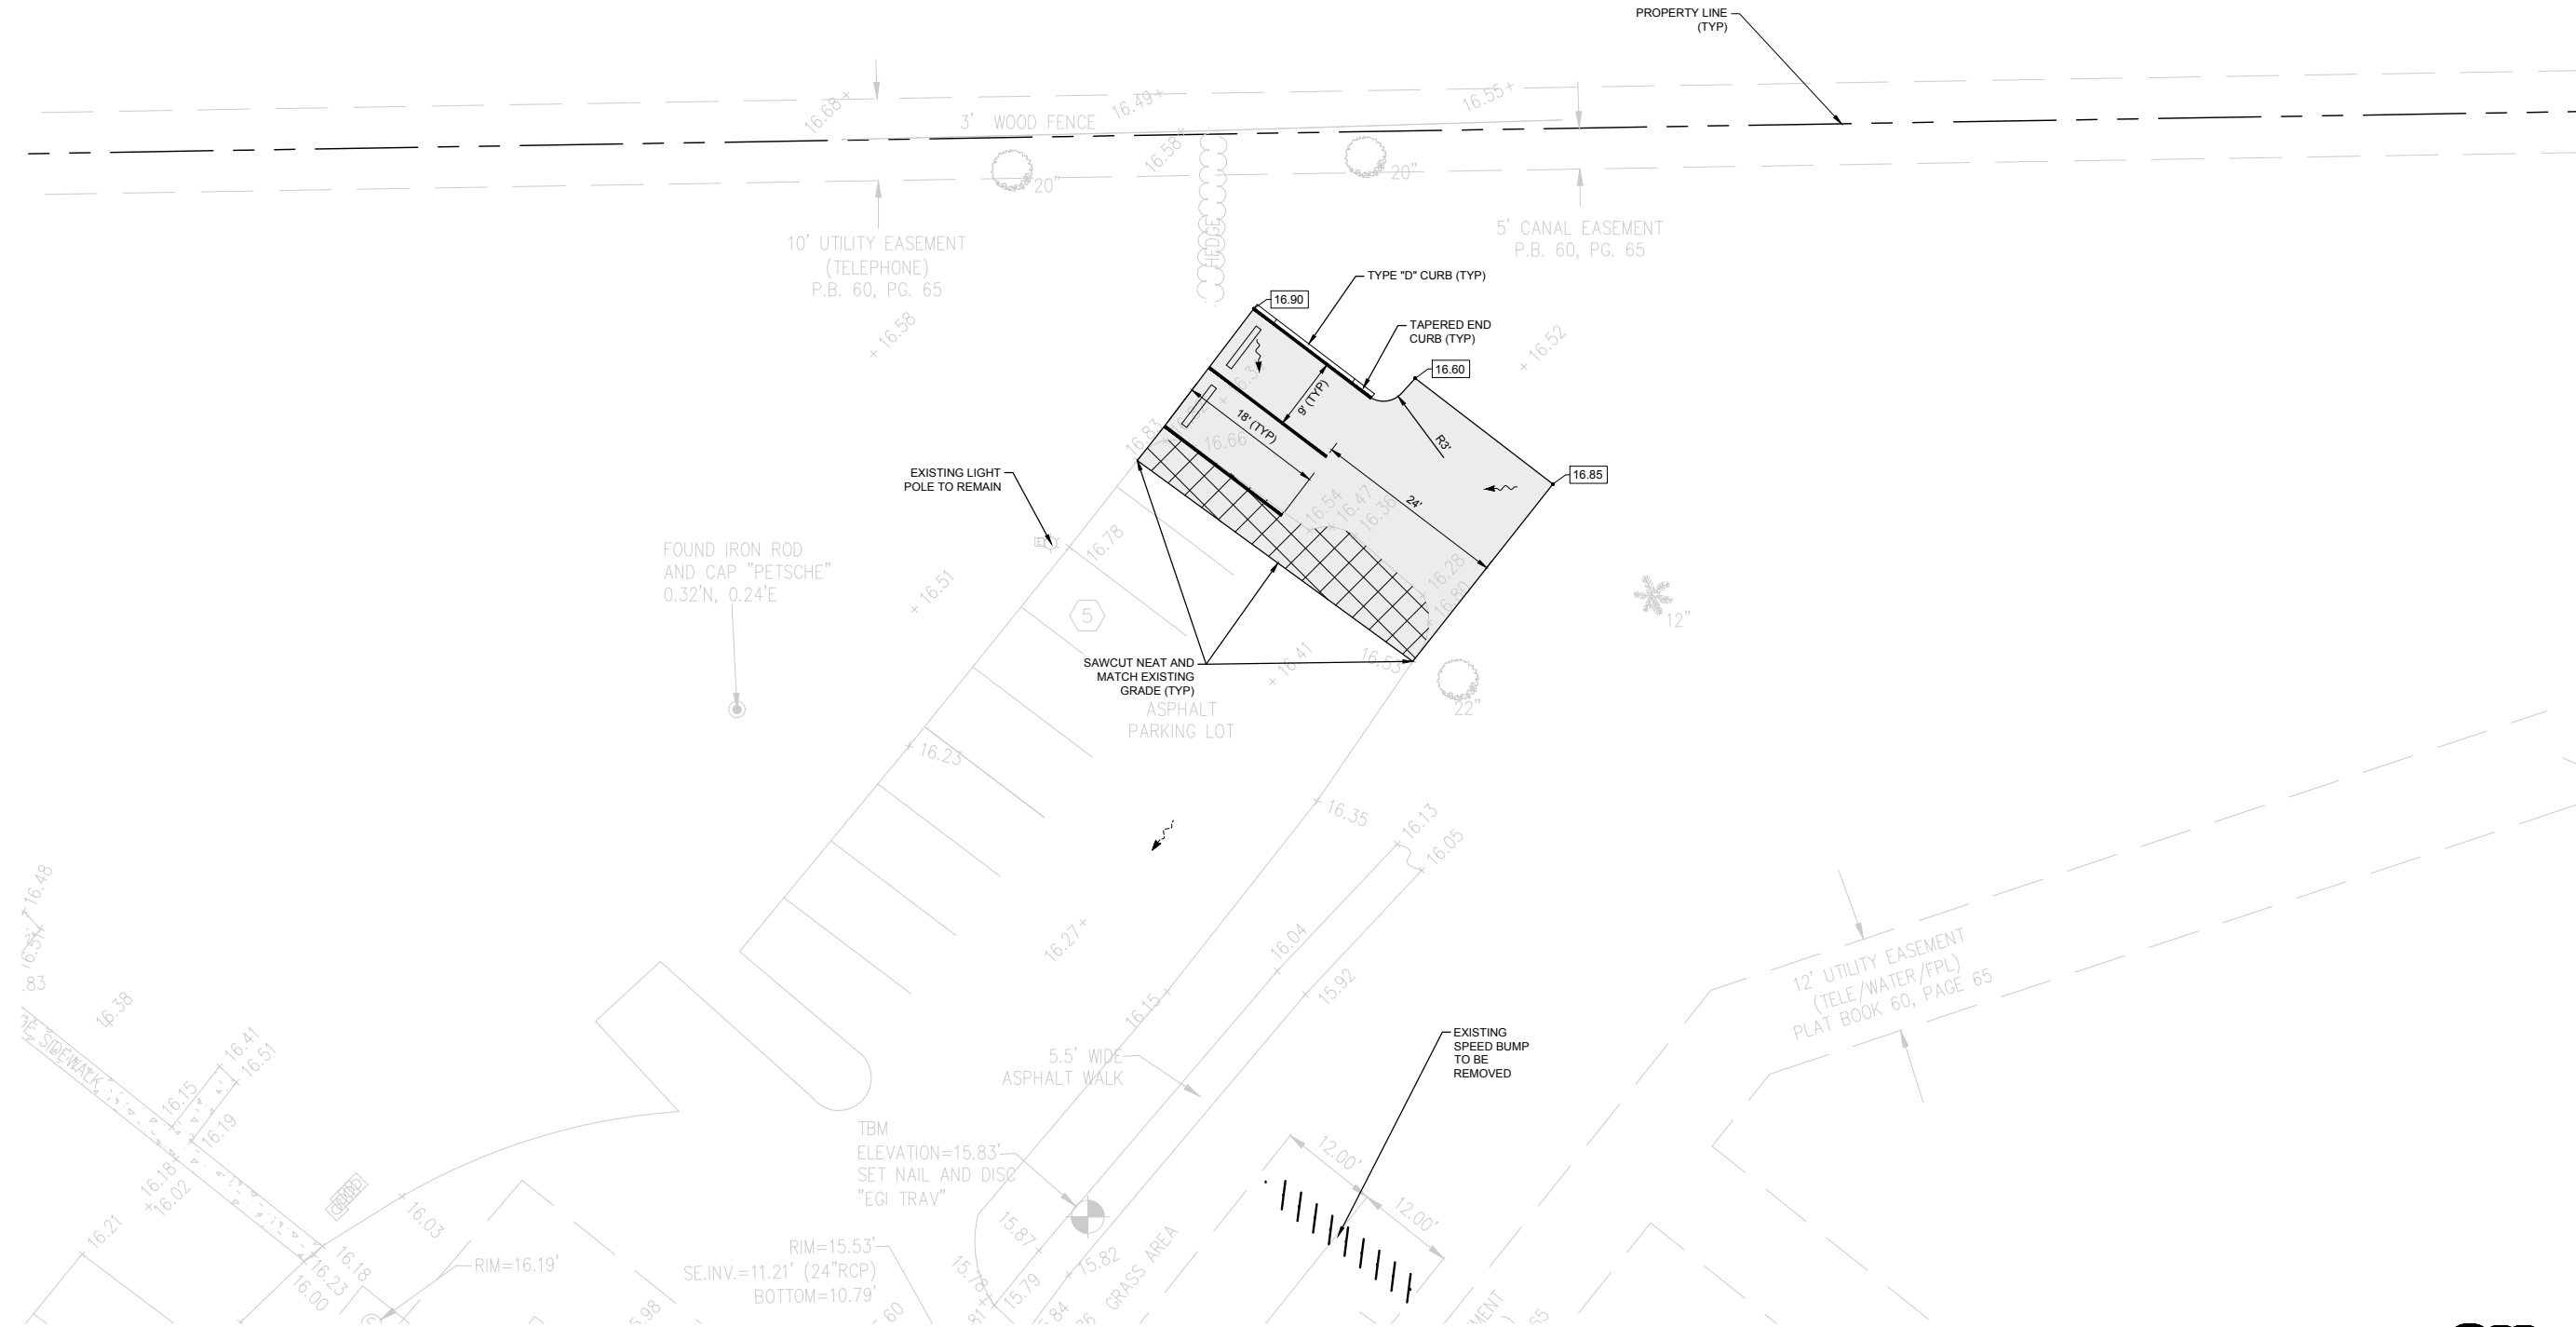 PROPERTY LINE
(TYP)
16.68
3' WOOD FENCE
16.49
16.55
16.58
20"
20"
10' UTILITY EASEMENT
(TELEPHONE)
P.B. 60, PG. 65
HEDGE
5' CANAL EASEMENT
P.B. 60, PG. 65
16.90
TYPE "D" CURB (TYP)
16.58
TAPERED END
CURB (TYP)
16.52
16.60
9' (TYP)
18' (TYP)
16.83
16.66
R3'
EXISTING LIGHT
POLE TO REMAIN
16.85
24'
16.54
16.47
16.36
16.78
FOUND IRON ROD
AND CAP "PETSCHE"
0.32'N, 0.24'E
16.51
5
16.28
16.80
12"
SAWCUT NEAT AND
MATCH EXISTING
GRADE (TYP)
16.41
16.53
22"
ASPHALT
PARKING LOT
16.23
16.35
16.13
16.05
16.48
16.51
.83
16.38
16.27
16.04
15.92
16.15
12' UTILITY EASEMENT
(TELE/WATER/FPL)
PLAT BOOK 60, PAGE 65
SIDEWALK
16.41
16.51
16.15
16.19
5.5' WIDE
ASPHALT WALK
EXISTING
SPEED BUMP
TO BE
REMOVED
TBM
ELEVATION=15.83'
SET NAIL AND DISC
"EGI TRAV"
12.00'
12.00'
16.18
16.02
16.21
16.03
16.18
16.23
16.00
RIM=16.19'
RIM=15.53'
SE.INV.=11.21' (24"RCP)
BOTTOM=10.79'
15.87
15.82
15.78
15.79
GRASS AREA